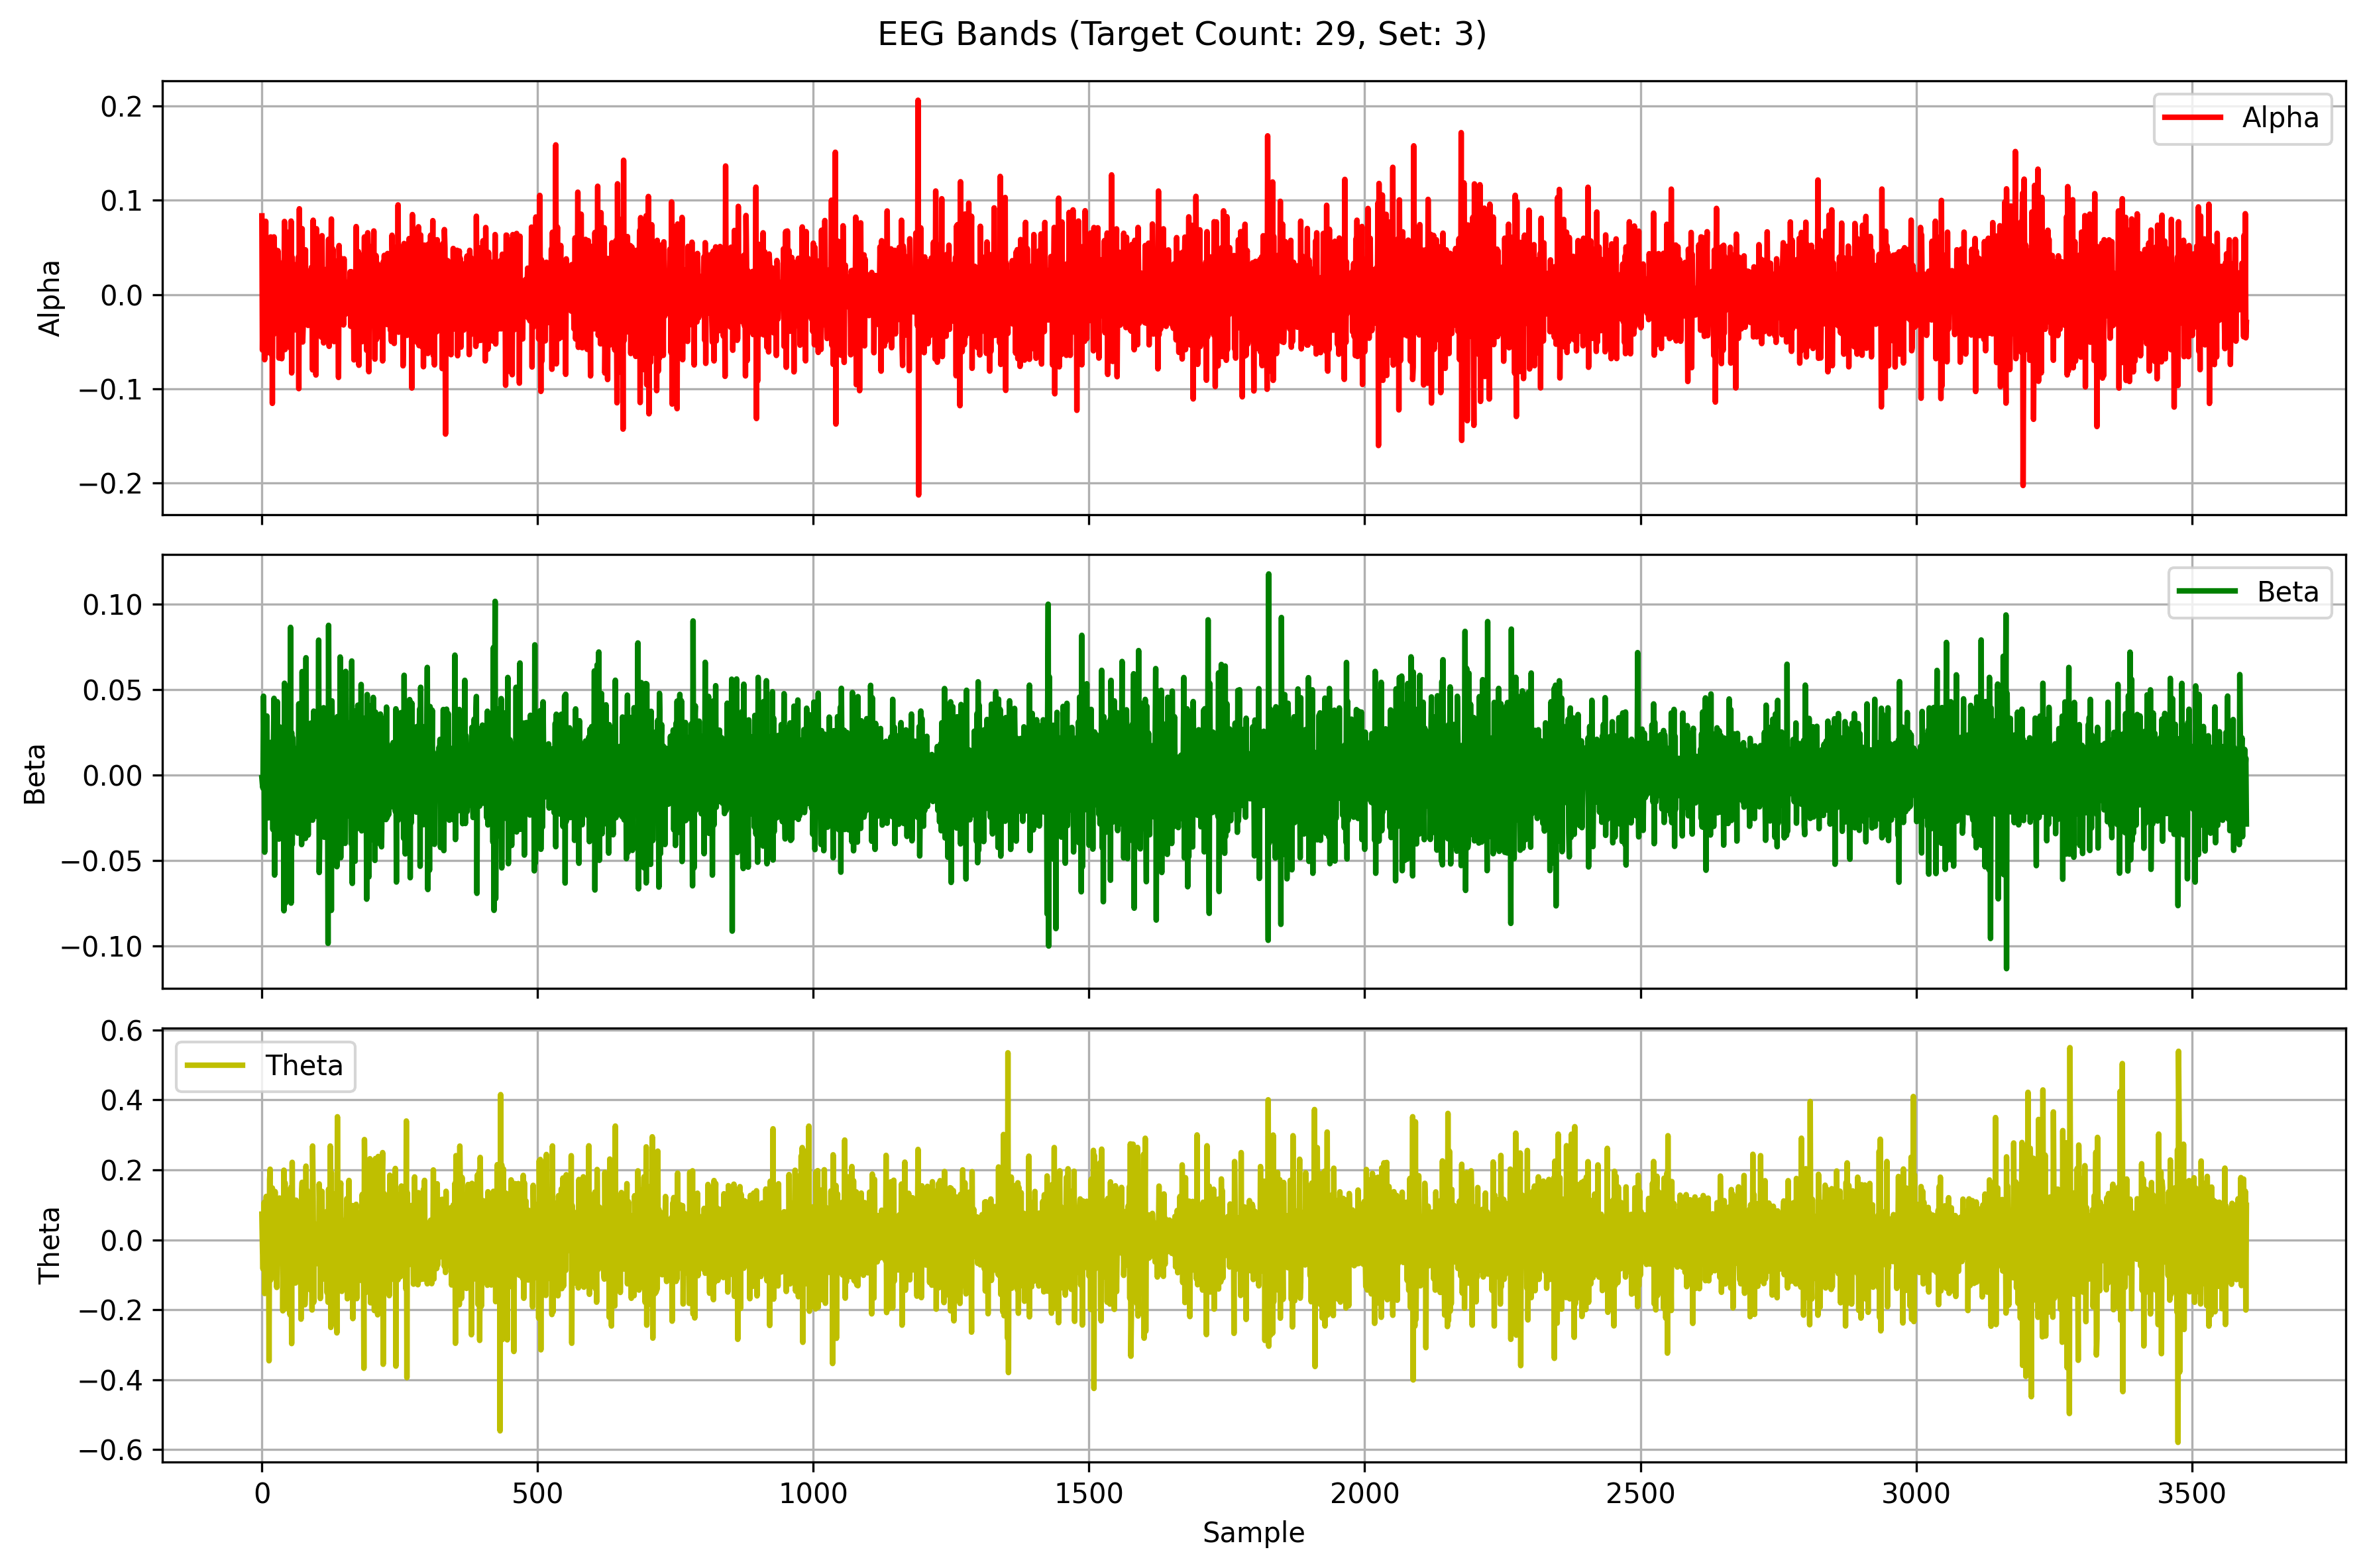 EEG Bands (Target Count: 29, Set: 3)
0.2
0.1
0.0
−0.1
−0.2
Alpha
Alpha
0.10
0.05
0.00
−0.05
−0.10
Beta
Beta
0.6
0.4
0.2
0.0
−0.2
−0.4
−0.6
Theta
Theta
0 500 1000 1500 2000 2500 3000 3500
Sample